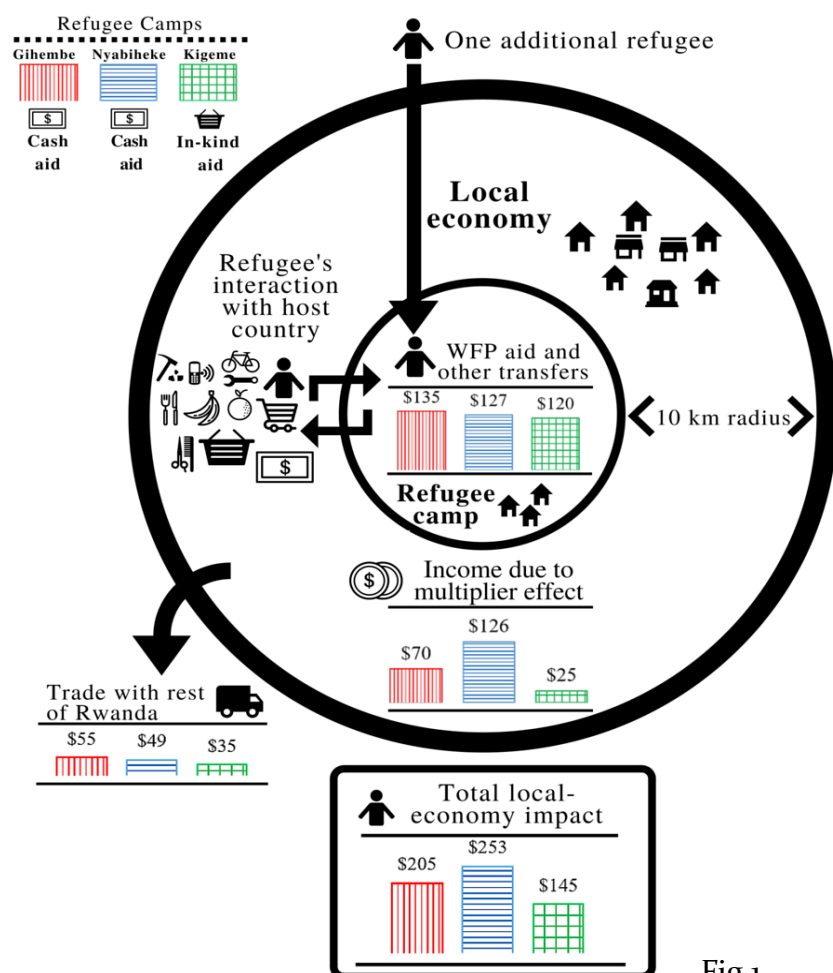 Refugee Camps
Gihembe Nyabiheke Kigeme
$ $
Cash Cash In-kind
aid aid aid
One additional refugee
Local
economy
Refugee's
interaction
with host
country
WFP aid and
other transfers
$135 $127 $120
10 km radius
$
Refugee
camp
$ Income due to
multiplier effect
$126
$70
$25
Trade with rest
of Rwanda
$55 $49 $35
Total local-
economy impact
$253
$205
$145